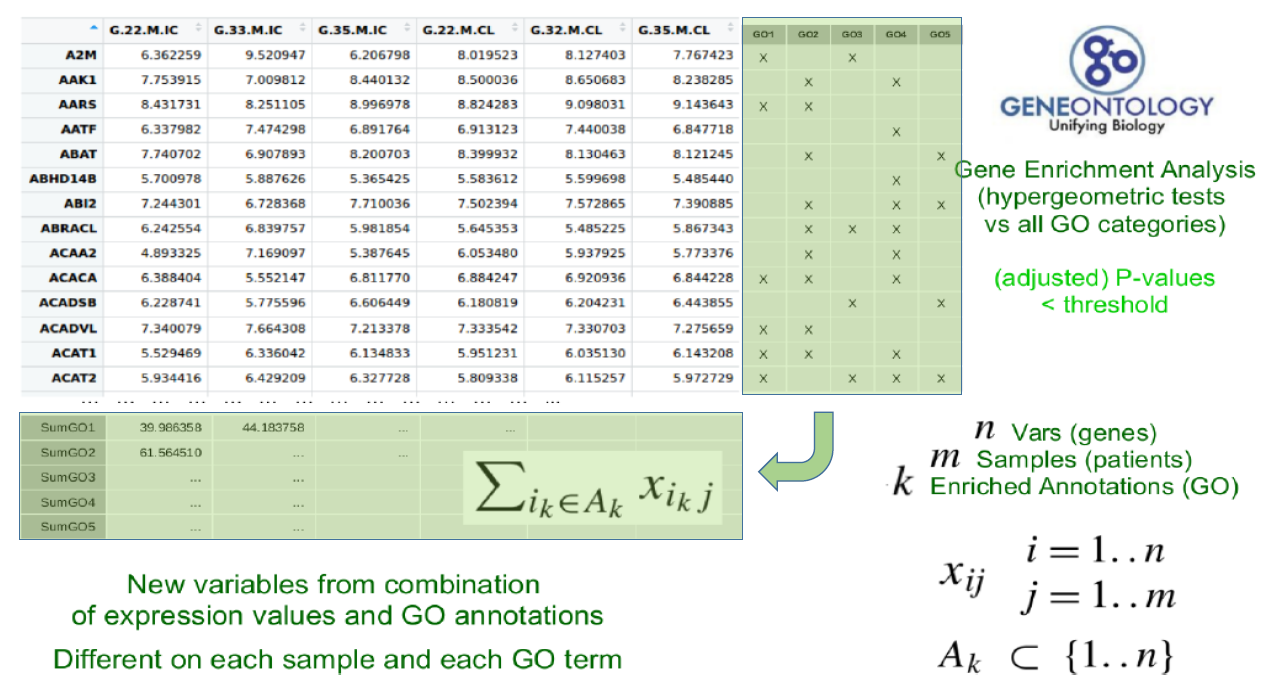 G.22.M.IC G.33.M.IC G.35.M.IC G.22.M.CL G.32.M.CL G.35.M.CL GO1 GO2 GO3 GO4 GO5
A2M 6.362259 9.520947 6.206798 8.019523 8.127403 7.767423 X X
AAK1 7.753915 7.009812 8.440132 8.500036 8.650683 8.238285 X X
AARS 8.431731 8.251105 8.996978 8.824283 9.098031 9.143643 X X
AATF 6.337982 7.474298 6.891764 6.913123 7.440038 6.847718 X
ABAT 7.740702 6.907893 8.200703 8.399932 8.130463 8.121245 X X
ABHD14B 5.700978 5.887626 5.365425 5.583612 5.599698 5.485440 X
ABI2 7.244301 6.728368 7.710036 7.502394 7.572865 7.390885 X X X
ABRACL 6.242554 6.839757 5.981854 5.645353 5.485225 5.867343 X X X
ACAA2 4.893325 7.169097 5.387645 6.053480 5.937925 5.773376 X X
ACACA 6.388404 5.552147 6.811770 6.884247 6.920936 6.844228 X X X
ACADSB 6.228741 5.775596 6.606449 6.180819 6.204231 6.443855 X X
ACADVL 7.340079 7.664308 7.213378 7.333542 7.330703 7.275659 X X
ACAT1 5.529469 6.336042 6.134833 5.951231 6.035130 6.143208 X X X
ACAT2 5.934416 6.429209 6.327728 5.809338 6.115257 5.972729 X X X X
... ... ... ... ... ... ... ... ... ... ... ...
GENEONTOLOGY
Unifying Biology
Gene Enrichment Analysis
(hypergeometric tests
vs all GO categories)
(adjusted) P-values
< threshold
SumGO1 39.986358 44.183758 ... ...
SumGO2 61.564510 ... ...
SumGO3 ... ...
SumGO4 ... ...
SumGO5 ... ...
∑_{i_k∈A_k} x_{i_k j}
n Vars (genes)
m Samples (patients)
k Enriched Annotations (GO)
x_{ij} i = 1..n
j = 1..m
A_k ⊂ {1..n}
New variables from combination
of expression values and GO annotations
Different on each sample and each GO term